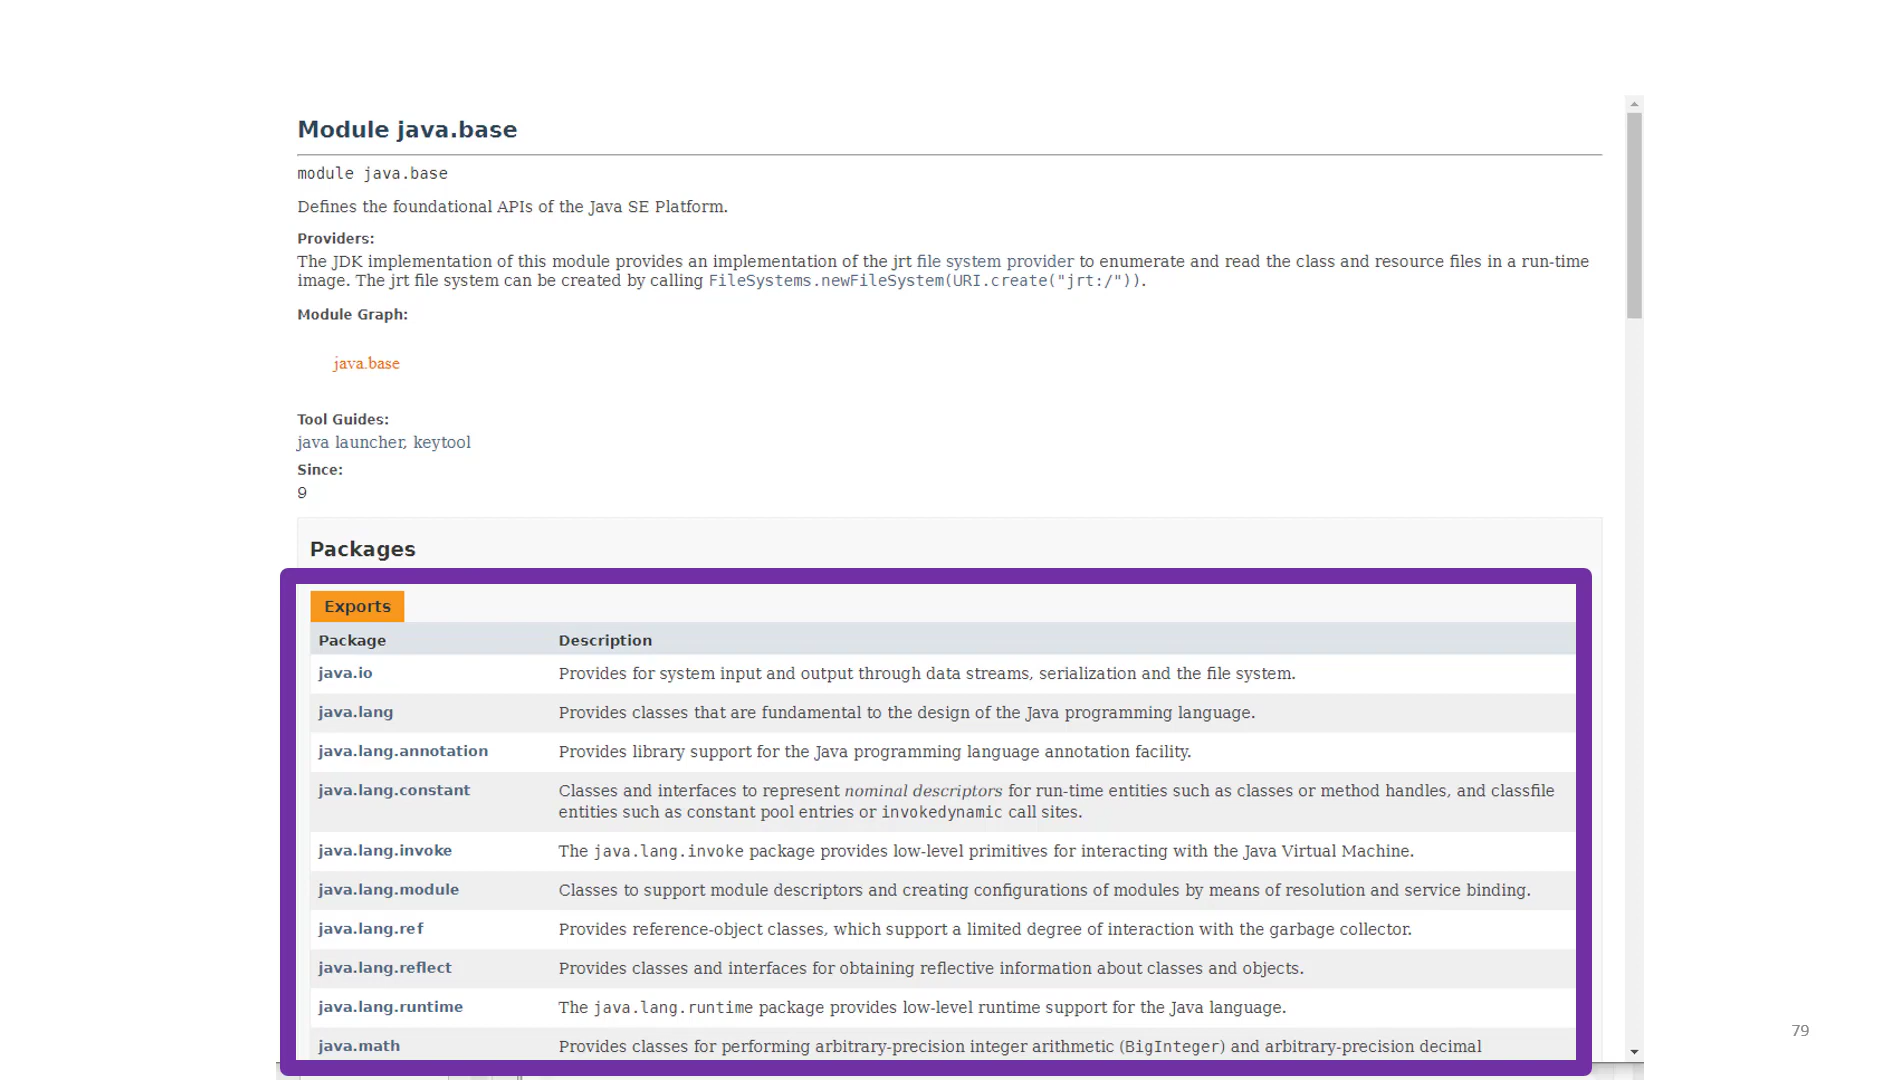 Module java.base
module java.base
Defines the foundational APIs of the Java SE Platform.
Providers:
The JDK implementation of this module provides an implementation of the jrt file system provider to enumerate and read the class and resource files in a run-time
image. The jrt file system can be created by calling FileSystems.newFileSystem(URI.create("jrt:/")).
Module Graph:
java.base
Tool Guides:
java launcher, keytool
Since:
9
Packages
Exports
Package Description
java.io Provides for system input and output through data streams, serialization and the file system.
java.lang Provides classes that are fundamental to the design of the Java programming language.
java.lang.annotation Provides library support for the Java programming language annotation facility.
java.lang.constant Classes and interfaces to represent nominal descriptors for run-time entities such as classes or method handles, and classfile
entities such as constant pool entries or invokedynamic call sites.
java.lang.invoke The java.lang.invoke package provides low-level primitives for interacting with the Java Virtual Machine.
java.lang.module Classes to support module descriptors and creating configurations of modules by means of resolution and service binding.
java.lang.ref Provides reference-object classes, which support a limited degree of interaction with the garbage collector.
java.lang.reflect Provides classes and interfaces for obtaining reflective information about classes and objects.
java.lang.runtime The java.lang.runtime package provides low-level runtime support for the Java language.
java.math Provides classes for performing arbitrary-precision integer arithmetic (BigInteger) and arbitrary-precision decimal
79